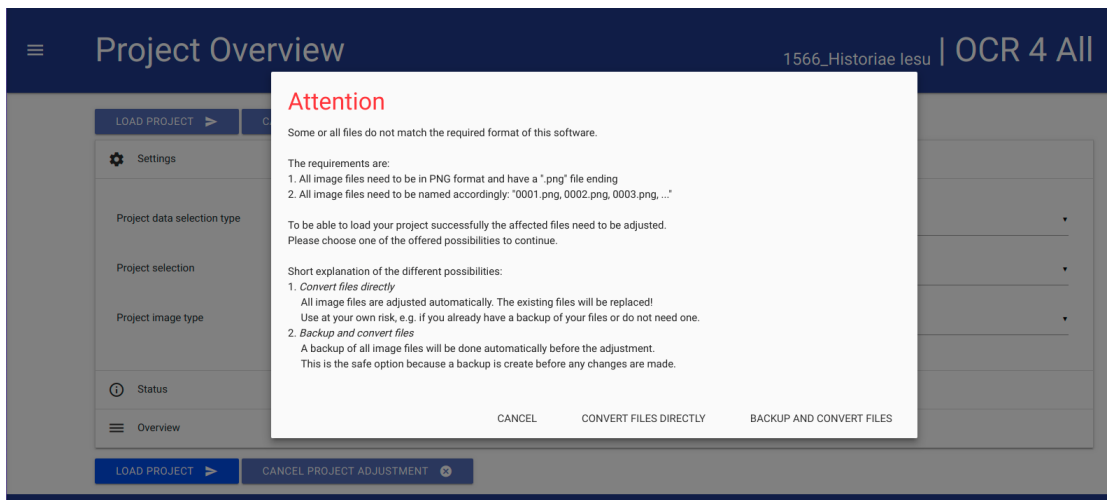 Project Overview
1566_Historiae Iesu | OCR 4 All
LOAD PROJECT
Settings
Project data selection type
Project selection
Project image type
Status
Overview
LOAD PROJECT
CANCEL PROJECT ADJUSTMENT
Attention
Some or all files do not match the required format of this software.
The requirements are:
1. All image files need to be in PNG format and have a ".png" file ending
2. All image files need to be named accordingly: "0001.png, 0002.png, 0003.png, ..."
To be able to load your project successfully the affected files need to be adjusted.
Please choose one of the offered possibilities to continue.
Short explanation of the different possibilities:
1. Convert files directly
All image files are adjusted automatically. The existing files will be replaced!
Use at your own risk, e.g. if you already have a backup of your files or do not need one.
2. Backup and convert files
A backup of all image files will be done automatically before the adjustment.
This is the safe option because a backup is create before any changes are made.
CANCEL
CONVERT FILES DIRECTLY
BACKUP AND CONVERT FILES